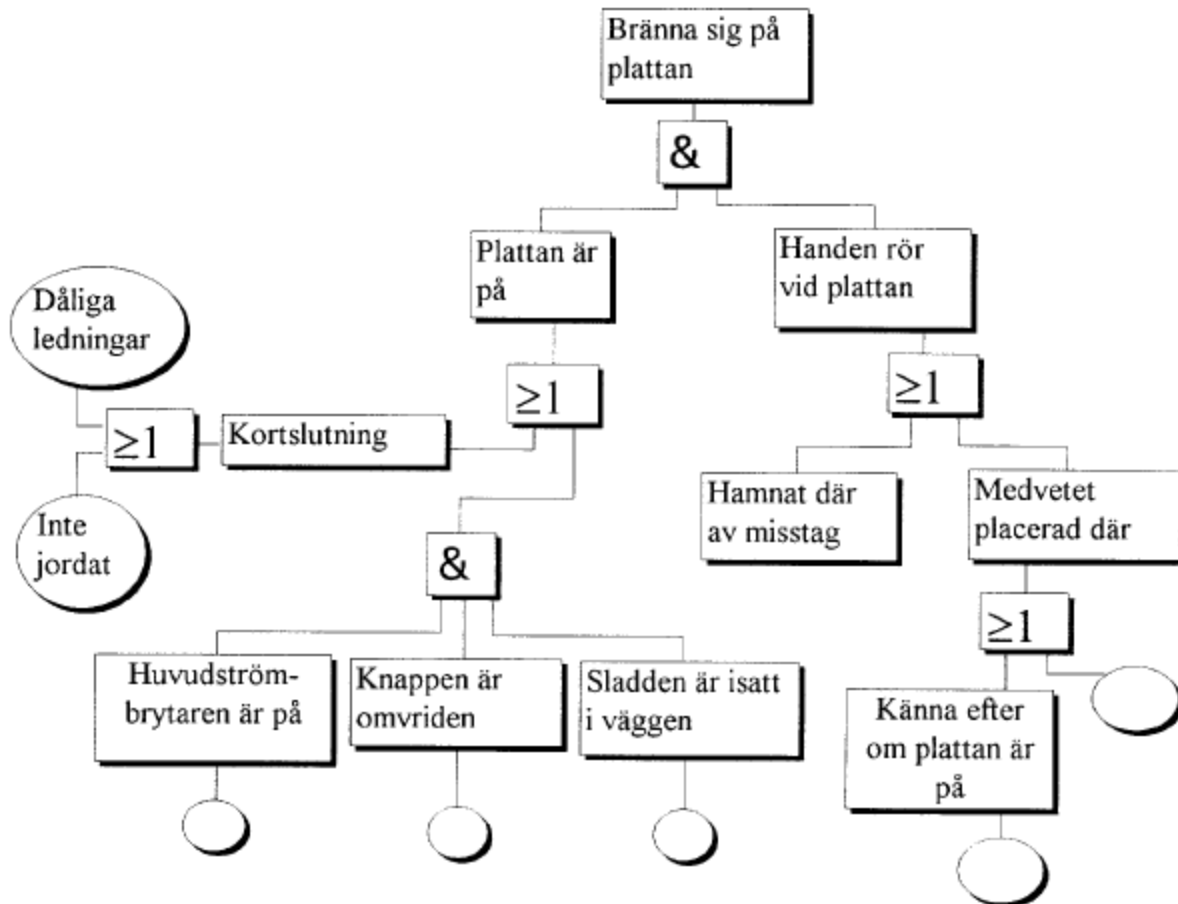 Bränna sig på
plattan
&
Plattan är
på
Handen rör
vid plattan
Dåliga
ledningar
≥1
≥1
≥1
Kortslutning
Inte
jordat
Hamnat där
av misstag
Medvetet
placerad där
&
≥1
Huvudström-
brytaren är på
Knappen är
omvriden
Sladden är isatt
i väggen
Känna efter
om plattan är
på